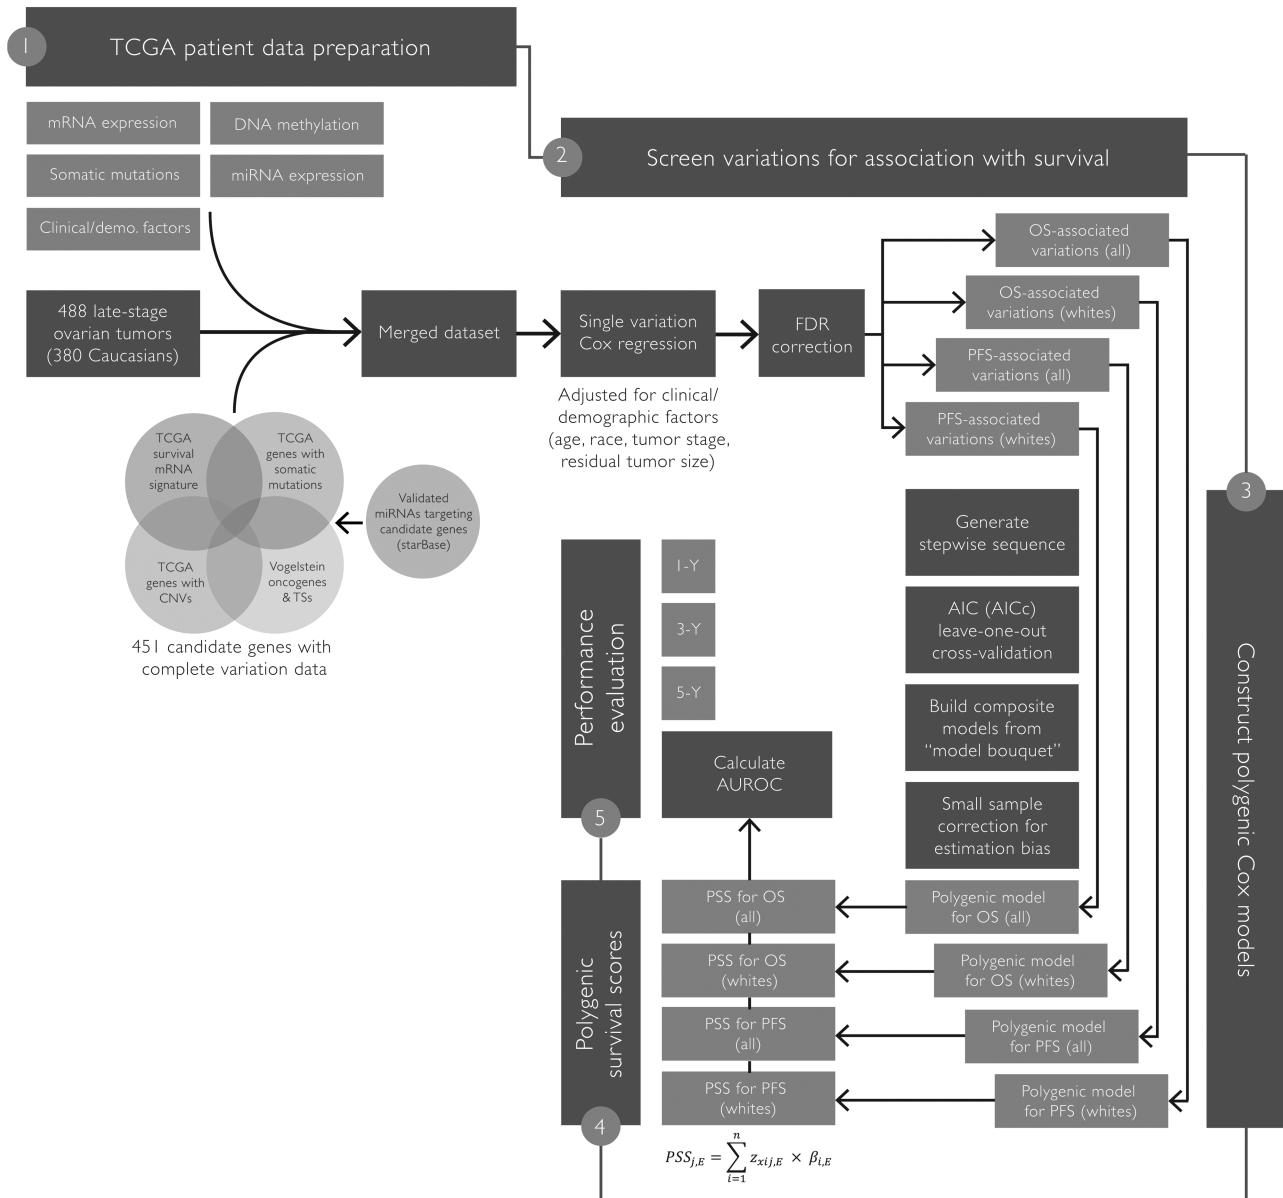 1
TCGA patient data preparation
mRNA expression
DNA methylation
Somatic mutations
miRNA expression
Clinical/demo. factors
2
Screen variations for association with survival
488 late-stage
ovarian tumors
(380 Caucasians)
Merged dataset
Single variation
Cox regression
Adjusted for clinical/
demographic factors
(age, race, tumor stage,
residual tumor size)
FDR
correction
OS-associated
variations (all)
OS-associated
variations (whites)
PFS-associated
variations (all)
PFS-associated
variations (whites)
TCGA
survival
mRNA
signature
TCGA
genes with
somatic
mutations
TCGA
genes with
CNVs
Vogelstein
oncogenes
& TSs
Validated
miRNAs targeting
candidate genes
(starBase)
451 candidate genes with
complete variation data
3
Construct polygenic Cox models
Generate
stepwise sequence
AIC (AICc)
leave-one-out
cross-validation
Build composite
models from
“model bouquet”
Small sample
correction for
estimation bias
Polygenic model
for OS (all)
Polygenic model
for OS (whites)
Polygenic model
for PFS (all)
Polygenic model
for PFS (whites)
Performance
evaluation
5
1-Y
3-Y
5-Y
Calculate
AUROC
Polygenic
survival scores
4
PSS for OS
(all)
PSS for OS
(whites)
PSS for PFS
(all)
PSS for PFS
(whites)
PSS_{j,E} = \sum_{i=1}^{n} z_{xij,E} × β_{i,E}